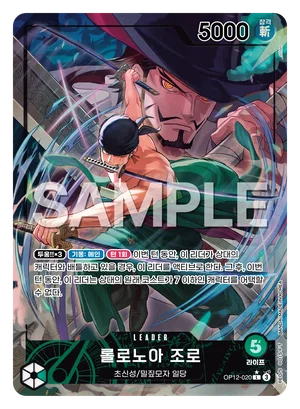 5000
참격
斬
SAMPLE
두웅!!×3 기동: 메인 턴 1회 이번 턴 동안, 이 리더가 상대의
캐릭터와 배틀하고 있을 경우, 이 리더를 액티브로 한다. 그 후, 이번
턴 동안, 이 리더는 상대의 원래 코스트가 7 이하인 캐릭터를 어택할
수 없다.
LEADER
롤로노아 조로
초신성/밀짚모자 일당
5
라이프
OP12-020 L